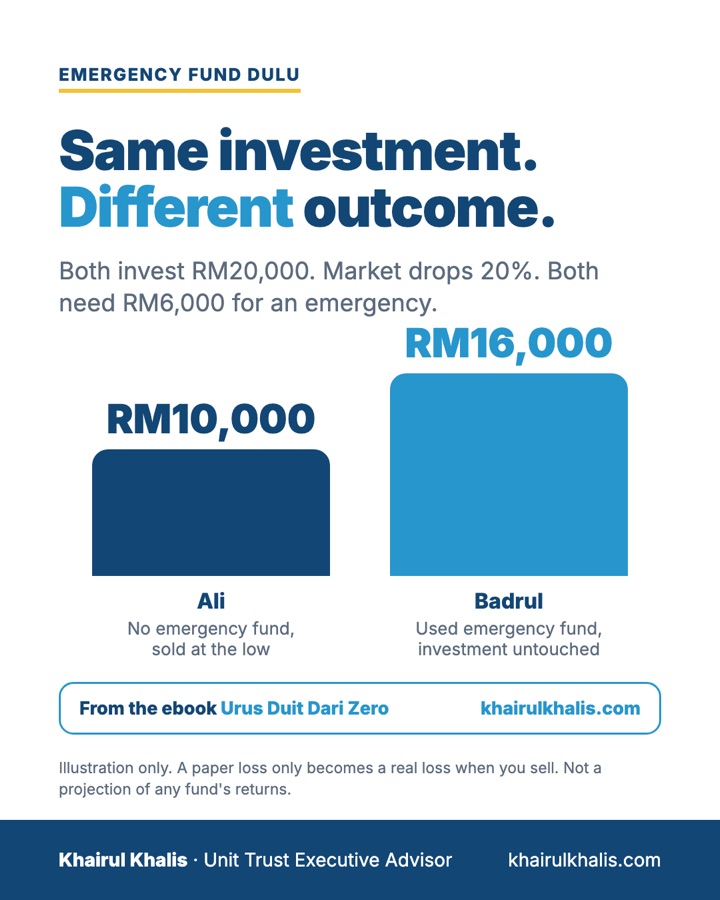 EMERGENCY FUND DULU
Same investment.
Different outcome.
Both invest RM20,000. Market drops 20%. Both
need RM6,000 for an emergency.
RM16,000
RM10,000
Ali
No emergency fund,
sold at the low
Badrul
Used emergency fund,
investment untouched
From the ebook Urus Duit Dari Zero
khairulkhalis.com
Illustration only. A paper loss only becomes a real loss when you sell. Not a
projection of any fund's returns.
Khairul Khalis · Unit Trust Executive Advisor
khairulkhalis.com